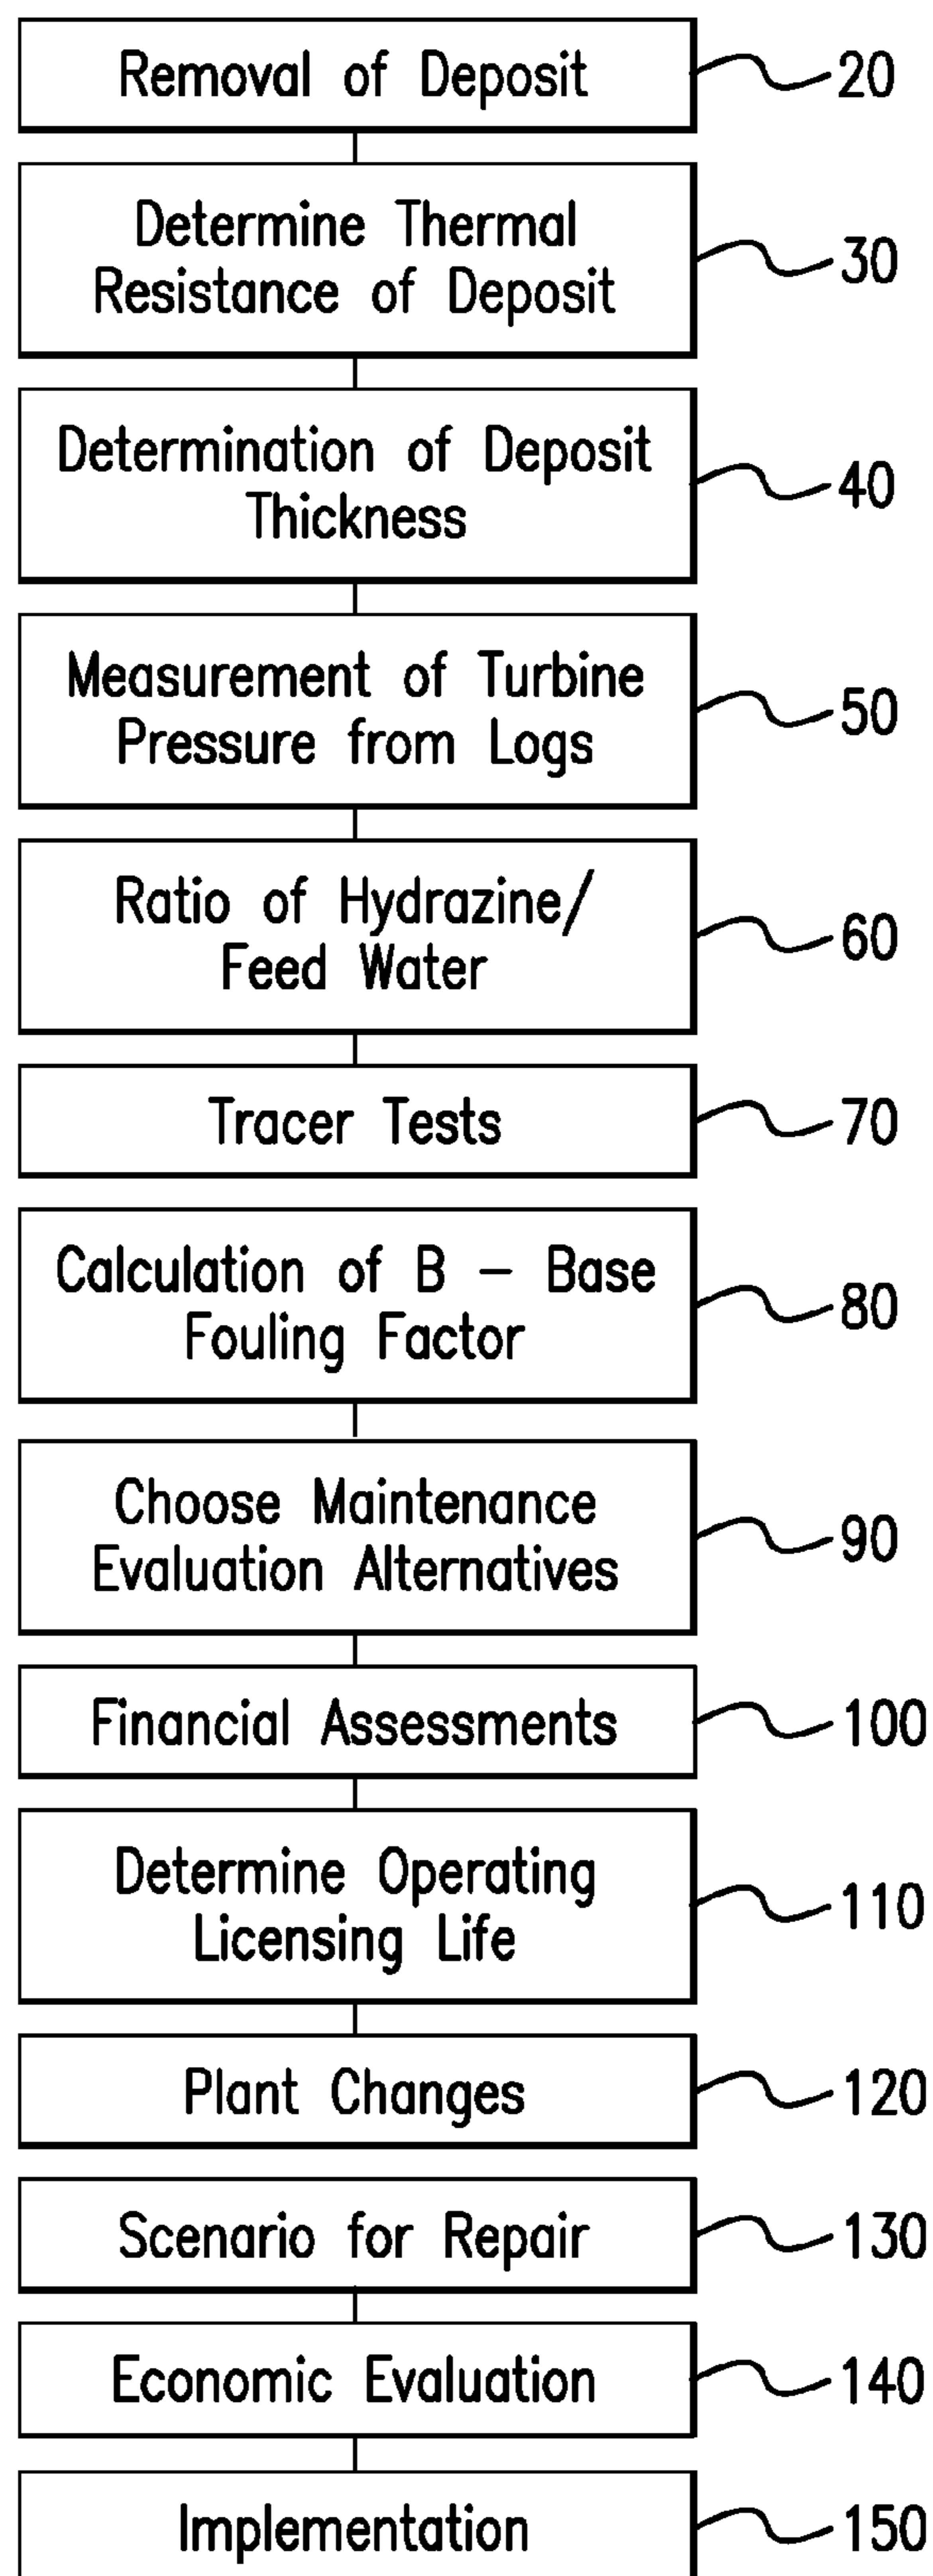 Removal of Deposit
20
Determine Thermal
Resistance of Deposit
30
Determination of Deposit
Thickness
40
Measurement of Turbine
Pressure from Logs
50
Ratio of Hydrazine/
Feed Water
60
Tracer Tests
70
Calculation of B – Base
Fouling Factor
80
Choose Maintenance
Evaluation Alternatives
90
Financial Assessments
100
Determine Operating
Licensing Life
110
Plant Changes
120
Scenario for Repair
130
Economic Evaluation
140
Implementation
150